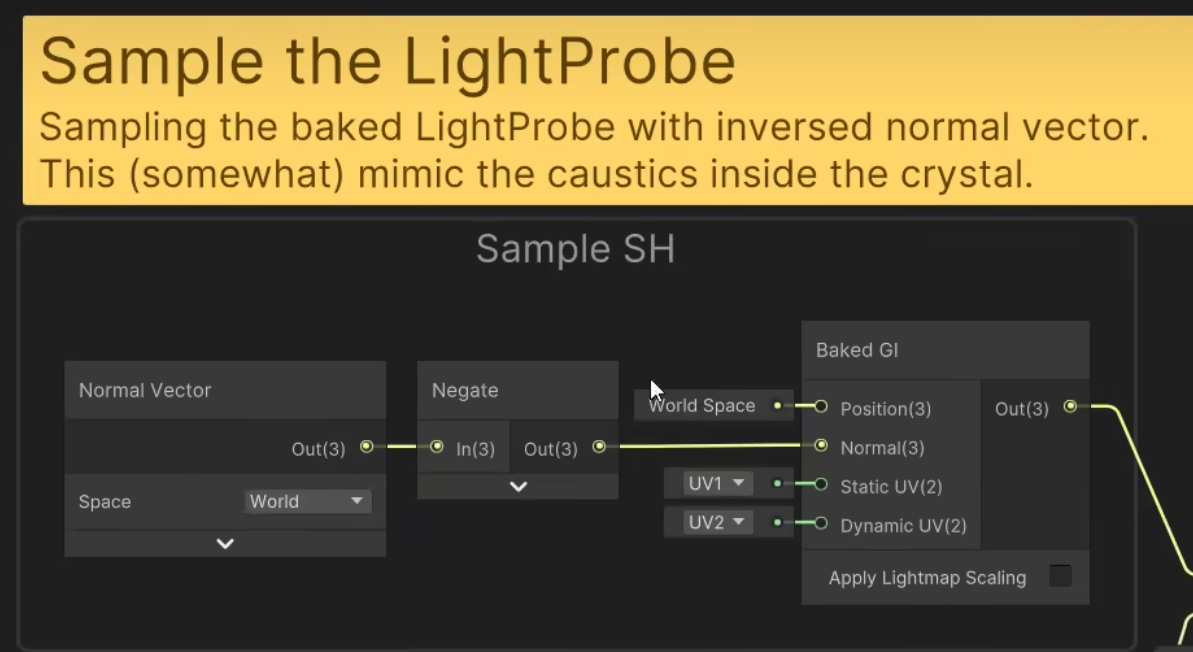 Sample the LightProbe
Sampling the baked LightProbe with inversed normal vector.
This (somewhat) mimic the caustics inside the crystal.
Sample SH
Normal Vector
Out(3)
Space
World
Negate
In(3)
Out(3)
World Space
UV1
UV2
Baked GI
Position(3)
Out(3)
Normal(3)
Static UV(2)
Dynamic UV(2)
Apply Lightmap Scaling